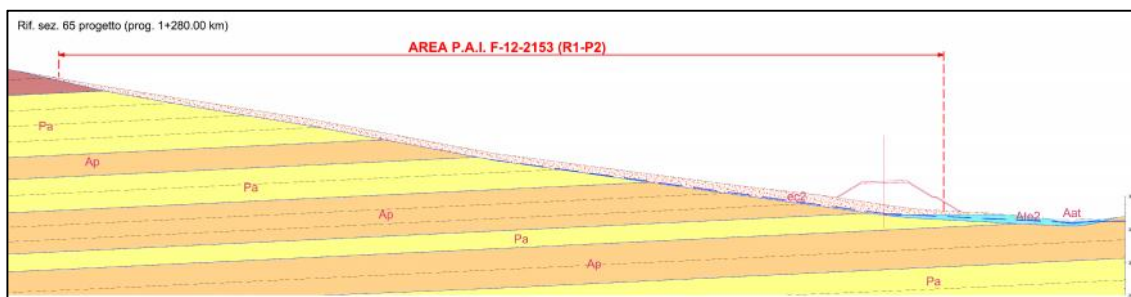 Rif. sez. 65 progetto (prog. 1+280.00 km)
AREA P.A.I. F-12-2153 (R1-P2)
Pa
Ap
Pa
ec2
Ap
Ale2
Aat
Pa
Ap
Pa